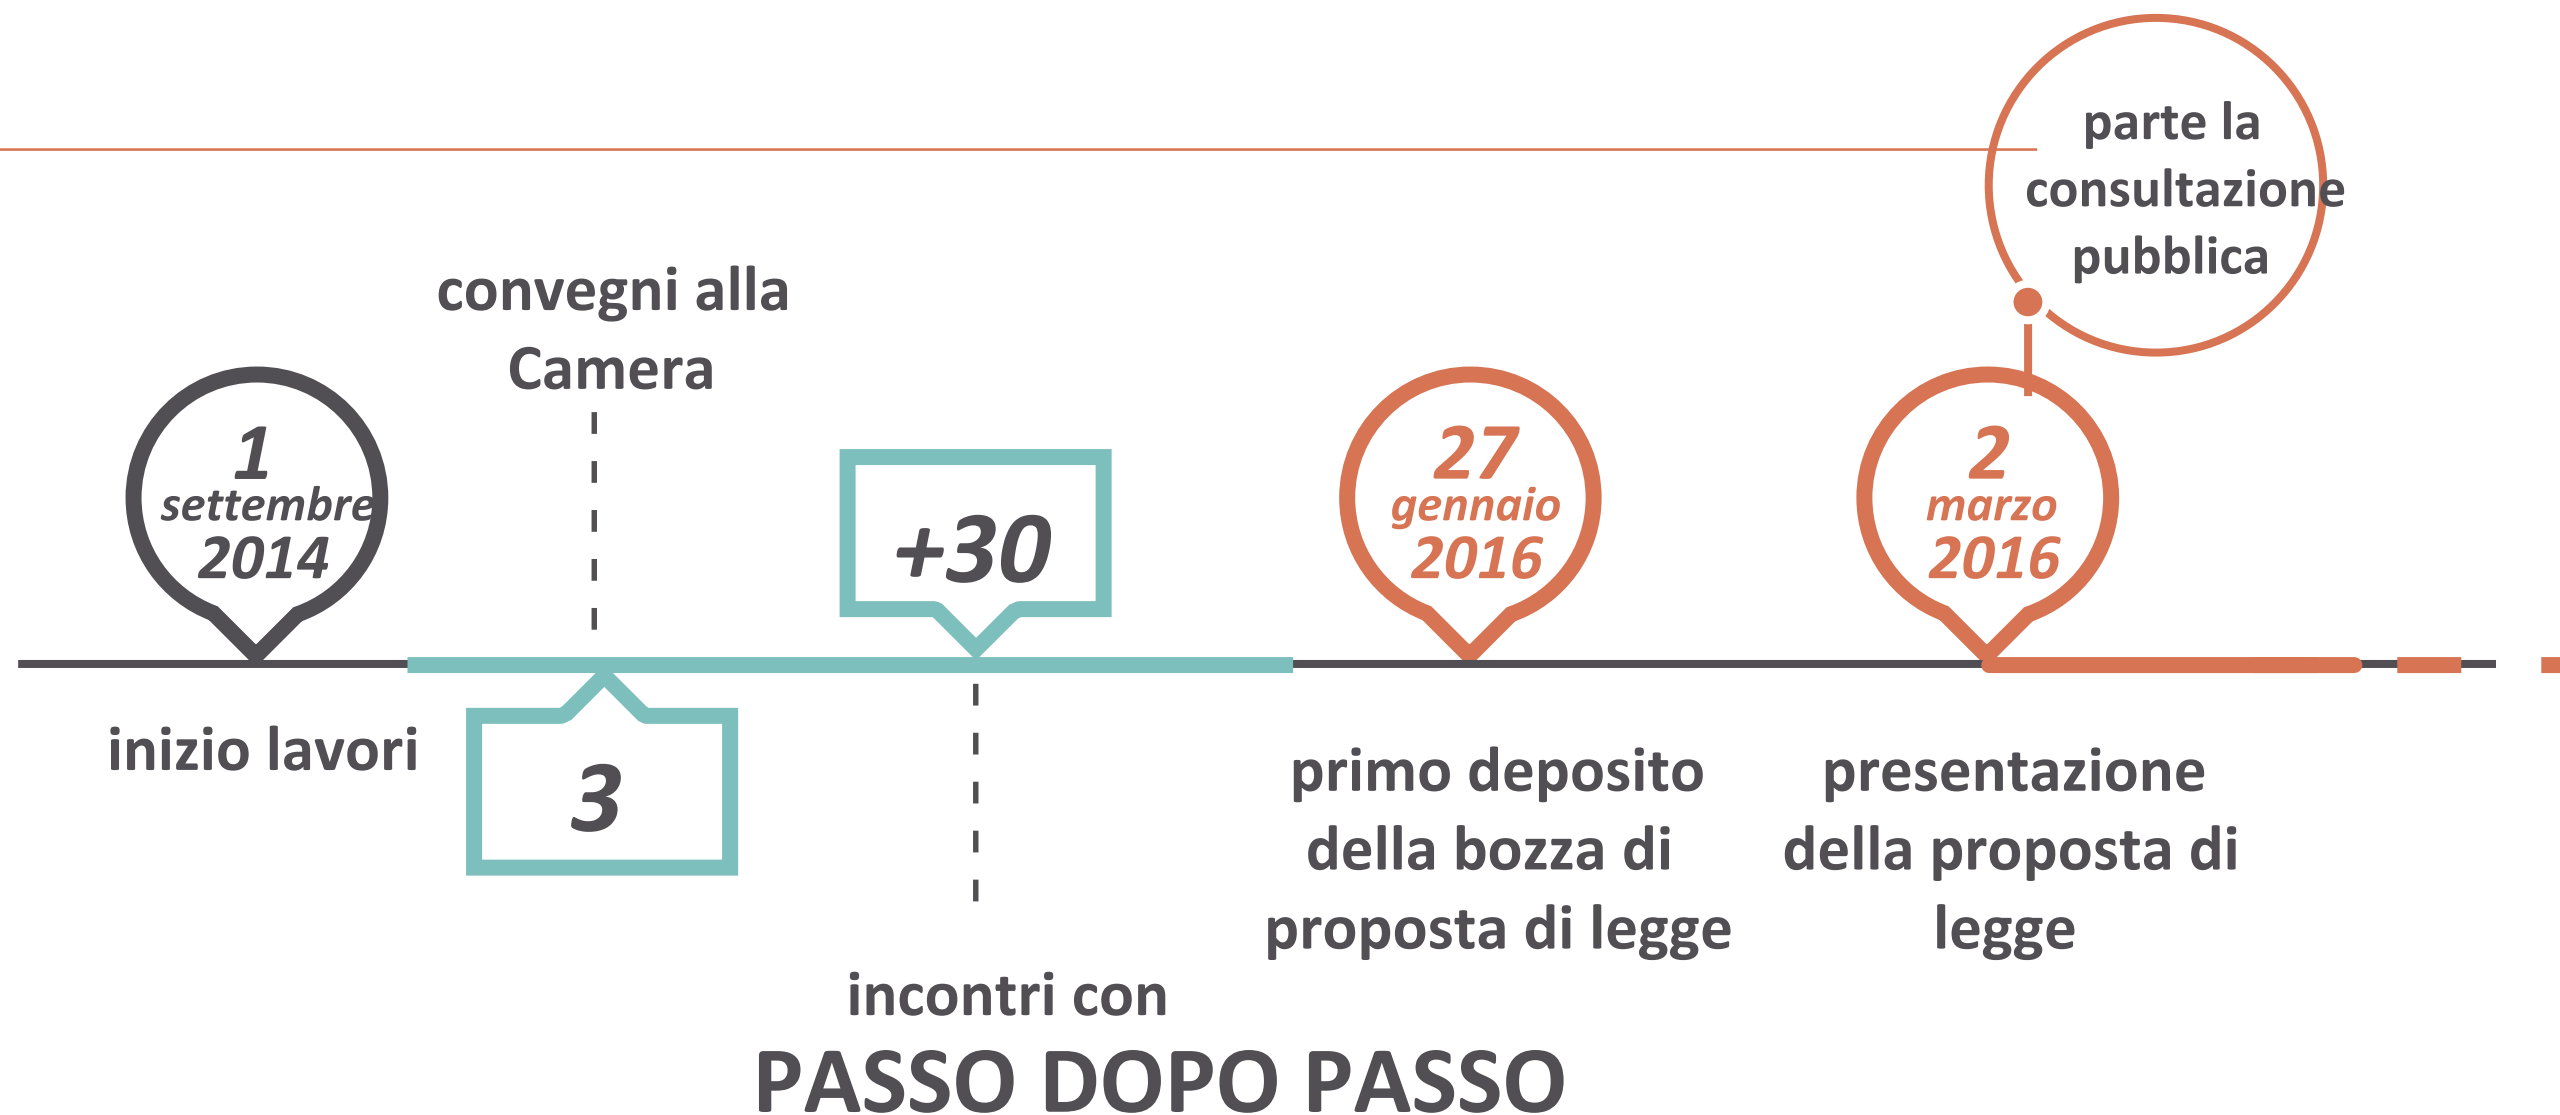 parte la
consultazione
pubblica
convegni alla
Camera
1
settembre
2014
+30
27
gennaio
2016
2
marzo
2016
inizio lavori
3
primo deposito
della bozza di
proposta di legge
presentazione
della proposta di
legge
incontri con
PASSO DOPO PASSO